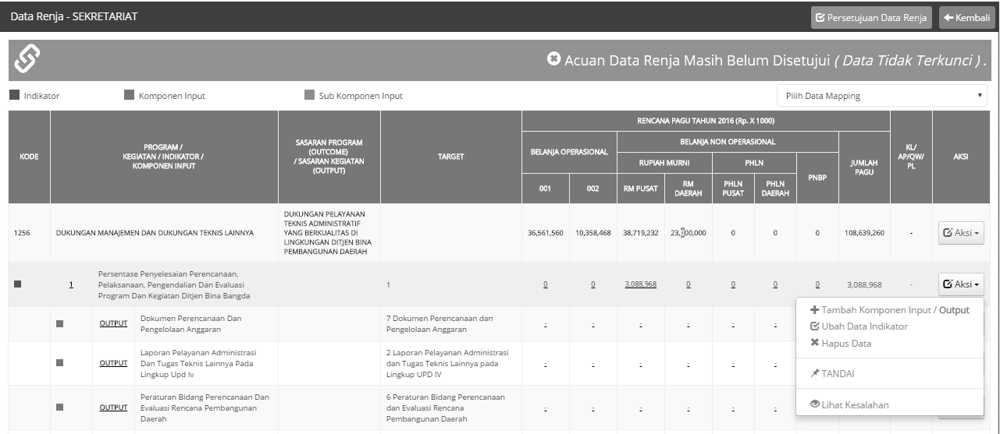 Data Renja - SEKRETARIAT
Persetujuan Data Renja
Kembali
Acuan Data Renja Masih Belum Disetujui ( Data Tidak Terkunci ) .
Indikator
Komponen Input
Sub Komponen Input
Pilih Data Mapping
KODE
PROGRAM /
KEGIATAN / INDIKATOR /
KOMPONEN INPUT
SASARAN PROGRAM
(OUTCOME)
/ SASARAN KEGIATAN
(OUTPUT)
TARGET
RENCANA PAGU TAHUN 2016 (Rp. X 1000)
BELANJA OPERASIONAL
BELANJA NON OPERASIONAL
RUPIAH MURNI
PHLN
PNBP
JUMLAH
PAGU
001
002
RM PUSAT
RM
DAERAH
PHLN
PUSAT
PHLN
DAERAH
KL/
AP/QW/
PL
AKSI
1256
DUKUNGAN MANAJEMEN DAN DUKUNGAN TEKNIS LAINNYA
DUKUNGAN PELAYANAN
TEKNIS ADMINISTRATIF
YANG BERKUALITAS DI
LINGKUNGAN DITJEN BINA
PEMBANGUNAN DAERAH
36,561,560
10,358,468
38,719,232
0
0
0
108,639,260
-
Aksi
1
Persentase Penyelesaian Perencanaan,
Pelaksanaan, Pengendalian Dan Evaluasi
Program Dan Kegiatan Ditjen Bina Bangda
1
0
0
3,088,968
0
0
0
0
3,088,968
-
Aksi
OUTPUT
Dokumen Perencanaan Dan
Pengelolaan Anggaran
7 Dokumen Perencanaan dan
Pengelolaan Anggaran
-
-
-
-
-
-
OUTPUT
Laporan Pelayanan Administrasi
Dan Tugas Teknis Lainnya Pada
Lingkup Upd Iv
2 Laporan Pelayanan Administrasi
dan Tugas Teknis Lainnya pada
Lingkup UPD IV
-
-
-
-
-
-
OUTPUT
Peraturan Bidang Perencanaan Dan
Evaluasi Rencana Pembangunan
Daerah
6 Peraturan Bidang Perencanaan
dan Evaluasi Rencana
Pembangunan Daerah
-
-
-
-
-
-
Tambah Komponen Input / Output
Ubah Data Indikator
Hapus Data
TANDAI
Lihat Kesalahan